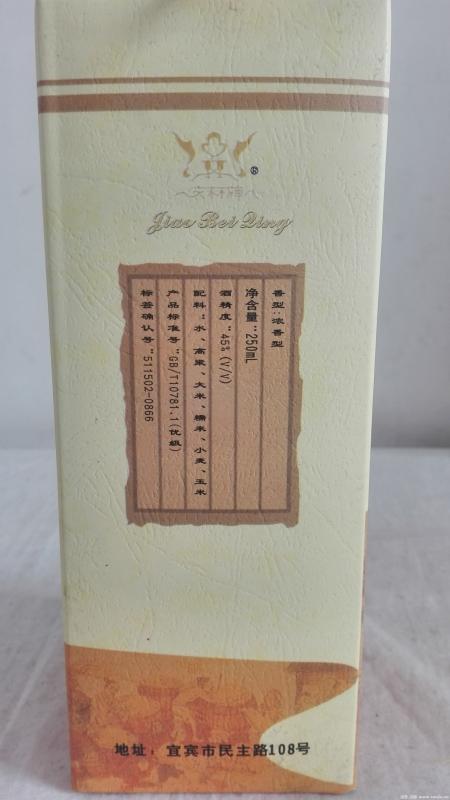 ®
Jiao Bei Qing
香型：浓香型
净含量：250mL
酒精度：45%(V/V)
配料：水、高粱、大米、糯米、小麦、玉米
产品标准号：GB/T10781.1(优级)
标签确认号：511502-0866
地址：宜宾市民主路108号